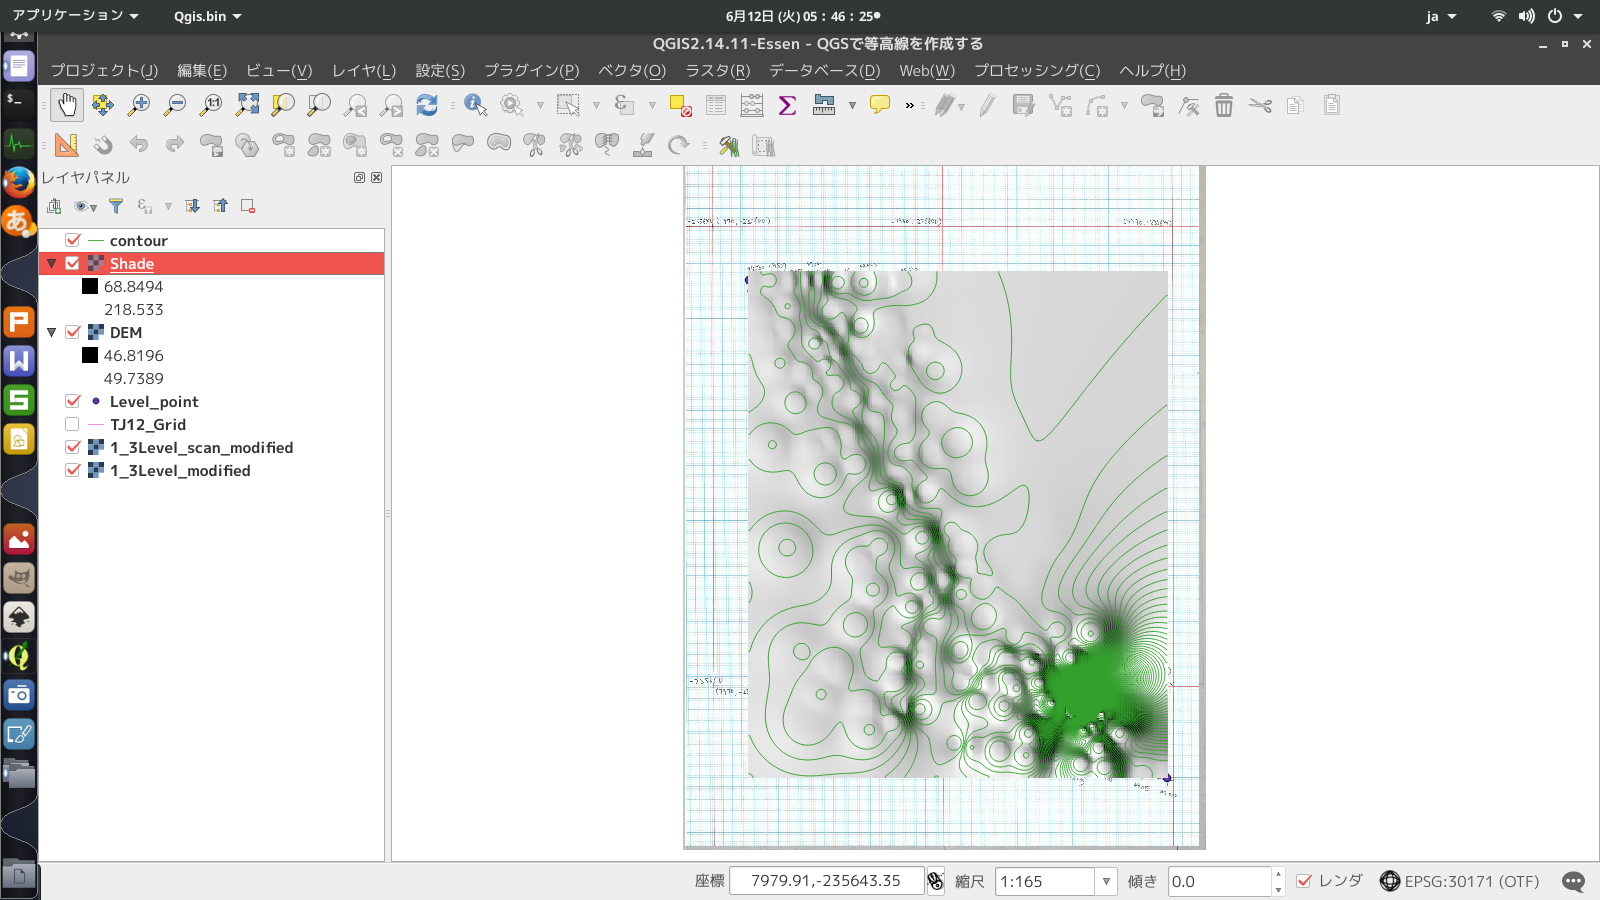 アプリケーション
Qgis.bin
6月12日 (火) 05：46：25
ja
QGIS2.14.11-Essen - QGSで等高線を作成する
プロジェクト(J)
編集(E)
ビュー(V)
レイヤ(L)
設定(S)
プラグイン(P)
ベクタ(O)
ラスタ(R)
データベース(D)
Web(W)
プロセッシング(C)
ヘルプ(H)
レイヤパネル
contour
Shade
68.8494
218.533
DEM
46.8196
49.7389
Level_point
TJ12_Grid
1_3Level_scan_modified
1_3Level_modified
座標
7979.91,-235643.35
縮尺
1:165
傾き
0.0
レンダ
EPSG:30171 (OTF)